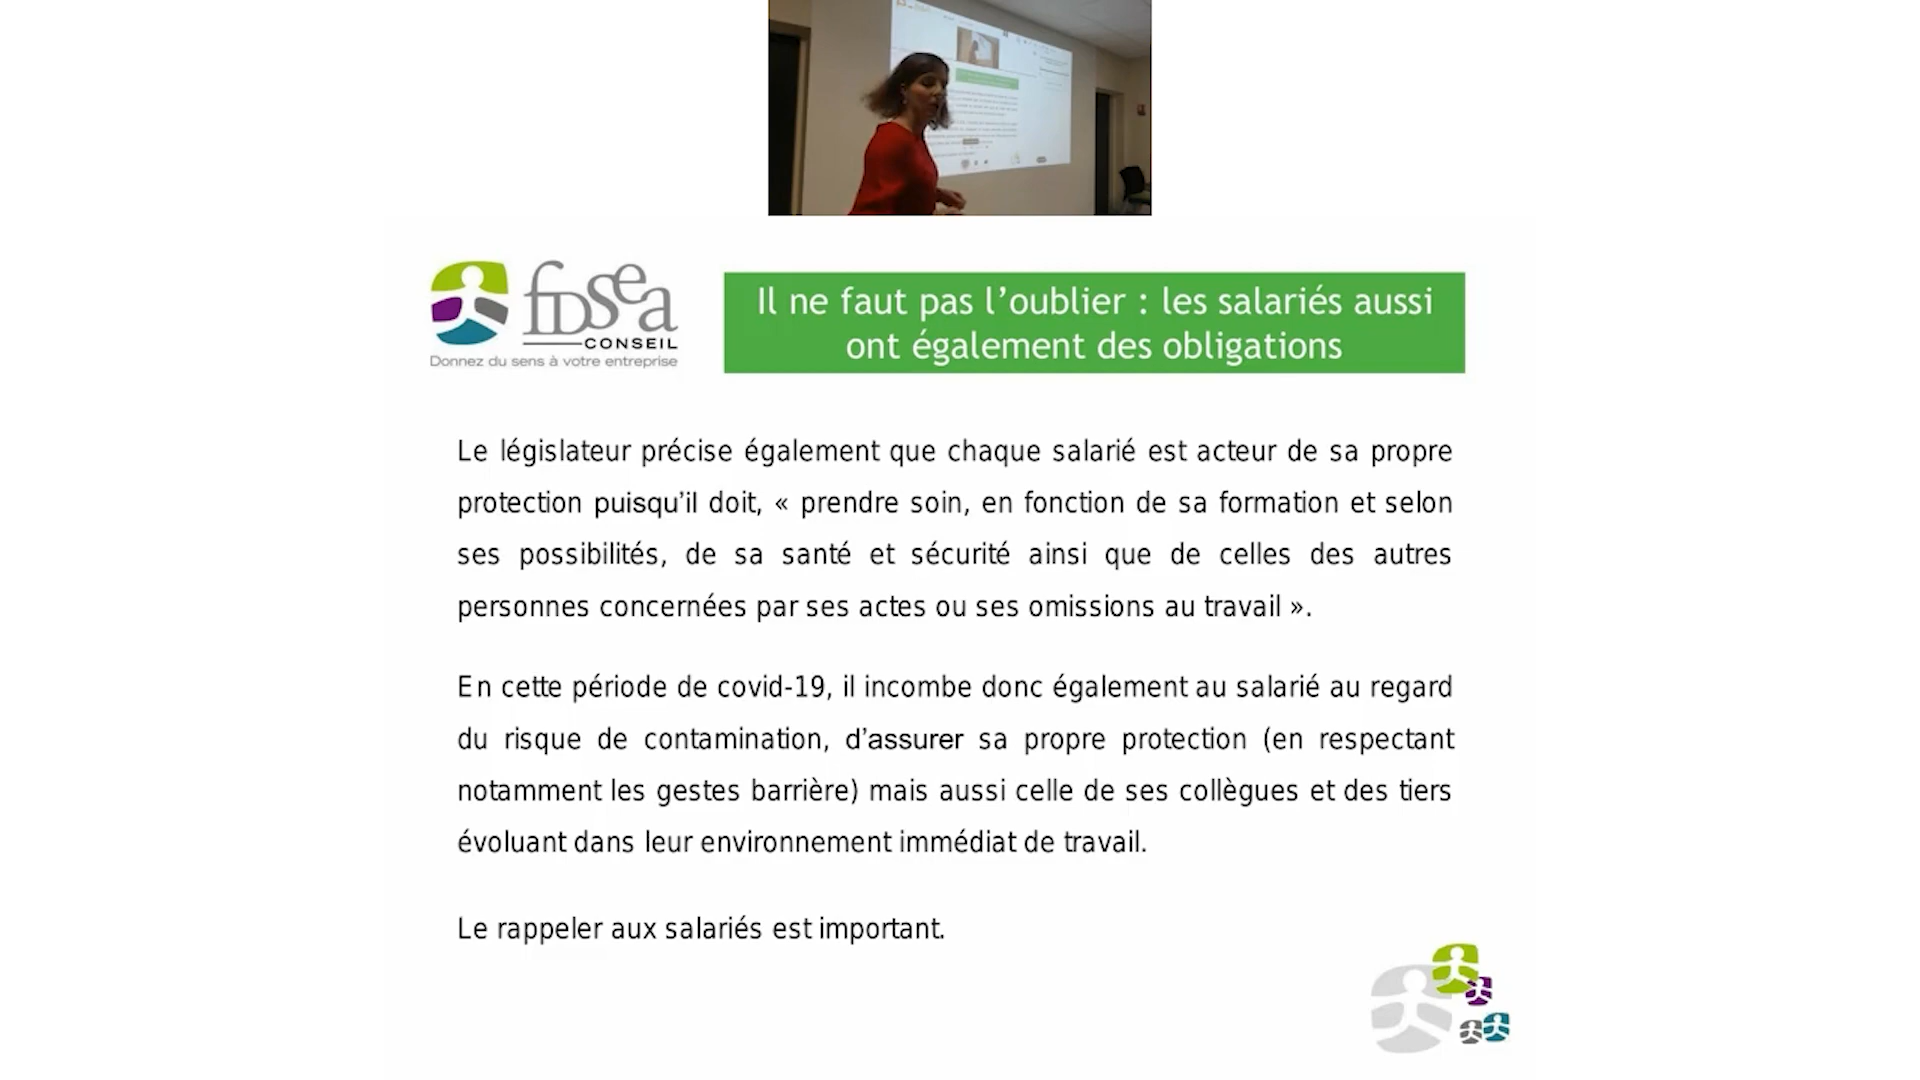 fdsea
CONSEIL
Donnez du sens à votre entreprise
Il ne faut pas l’oublier : les salariés aussi
ont également des obligations
Le législateur précise également que chaque salarié est acteur de sa propre
protection puisqu’il doit, « prendre soin, en fonction de sa formation et selon
ses possibilités, de sa santé et sécurité ainsi que de celles des autres
personnes concernées par ses actes ou ses omissions au travail ».
En cette période de covid-19, il incombe donc également au salarié au regard
du risque de contamination, d’assurer sa propre protection (en respectant
notamment les gestes barrière) mais aussi celle de ses collègues et des tiers
évoluant dans leur environnement immédiat de travail.
Le rappeler aux salariés est important.